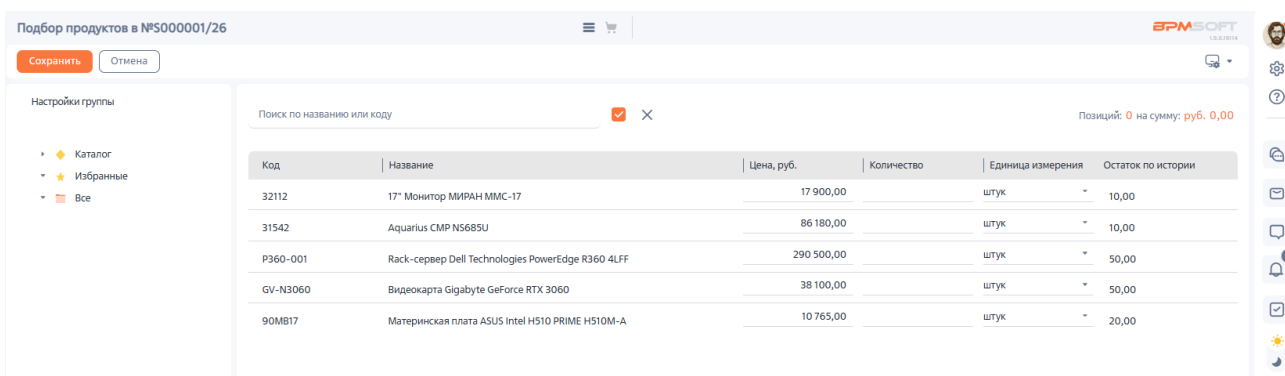 Подбор продуктов в №S000001/26
BPMSOFT
Сохранить Отмена
Настройки группы
Каталог
Избранные
Все
Поиск по названию или коду
Позиций: 0 на сумму: руб. 0,00
Код Название Цена, руб. Количество Единица измерения Остаток по истории
32112 17" Монитор МИРАН ММС-17 17 900,00 штук 10,00
31542 Aquarius CMP NS685U 86 180,00 штук 10,00
P360-001 Rack-сервер Dell Technologies PowerEdge R360 4LFF 290 500,00 штук 50,00
GV-N3060 Видеокарта Gigabyte GeForce RTX 3060 38 100,00 штук 50,00
90MB17 Материнская плата ASUS Intel H510 PRIME H510M-A 10 765,00 штук 20,00